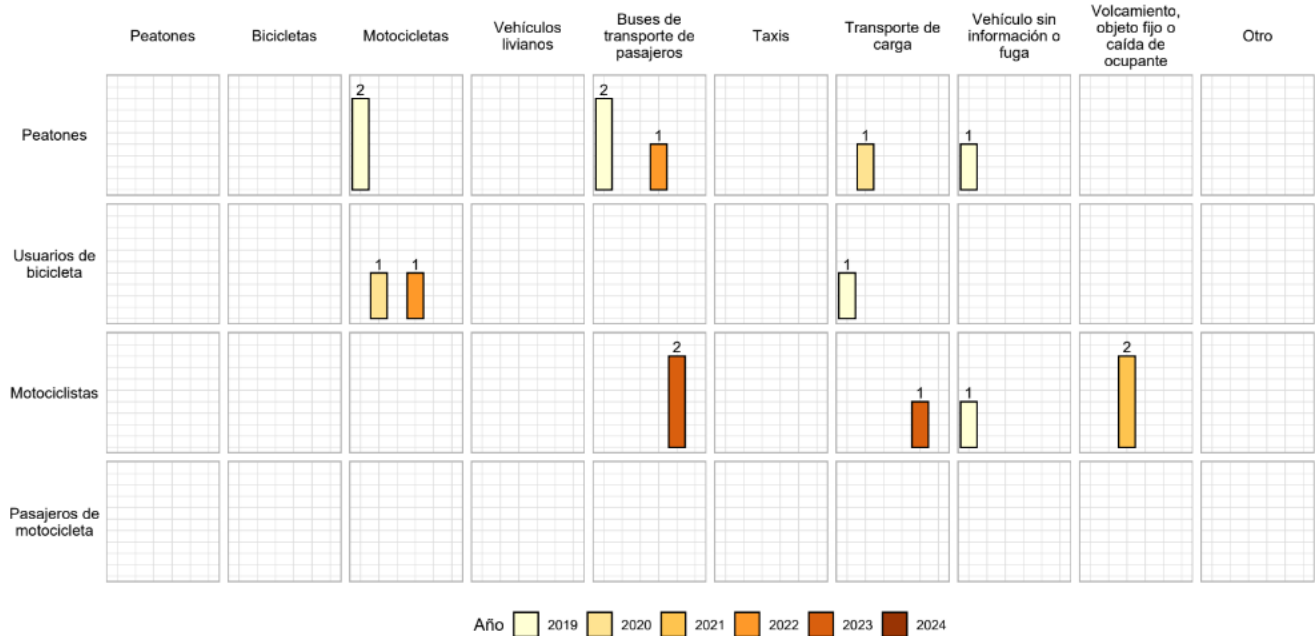 Peatones
Bicicletas
Motocicletas
Vehículos
livianos
Buses de
transporte de
pasajeros
Taxis
Transporte de
carga
Vehículo sin
información o
fuga
Volcamiento,
objeto fijo o
caída de
ocupante
Otro
Peatones
2
2
1
1
1
Usuarios de
bicicleta
1
1
1
Motociclistas
2
1
1
2
Pasajeros de
motocicleta
Año 2019 2020 2021 2022 2023 2024